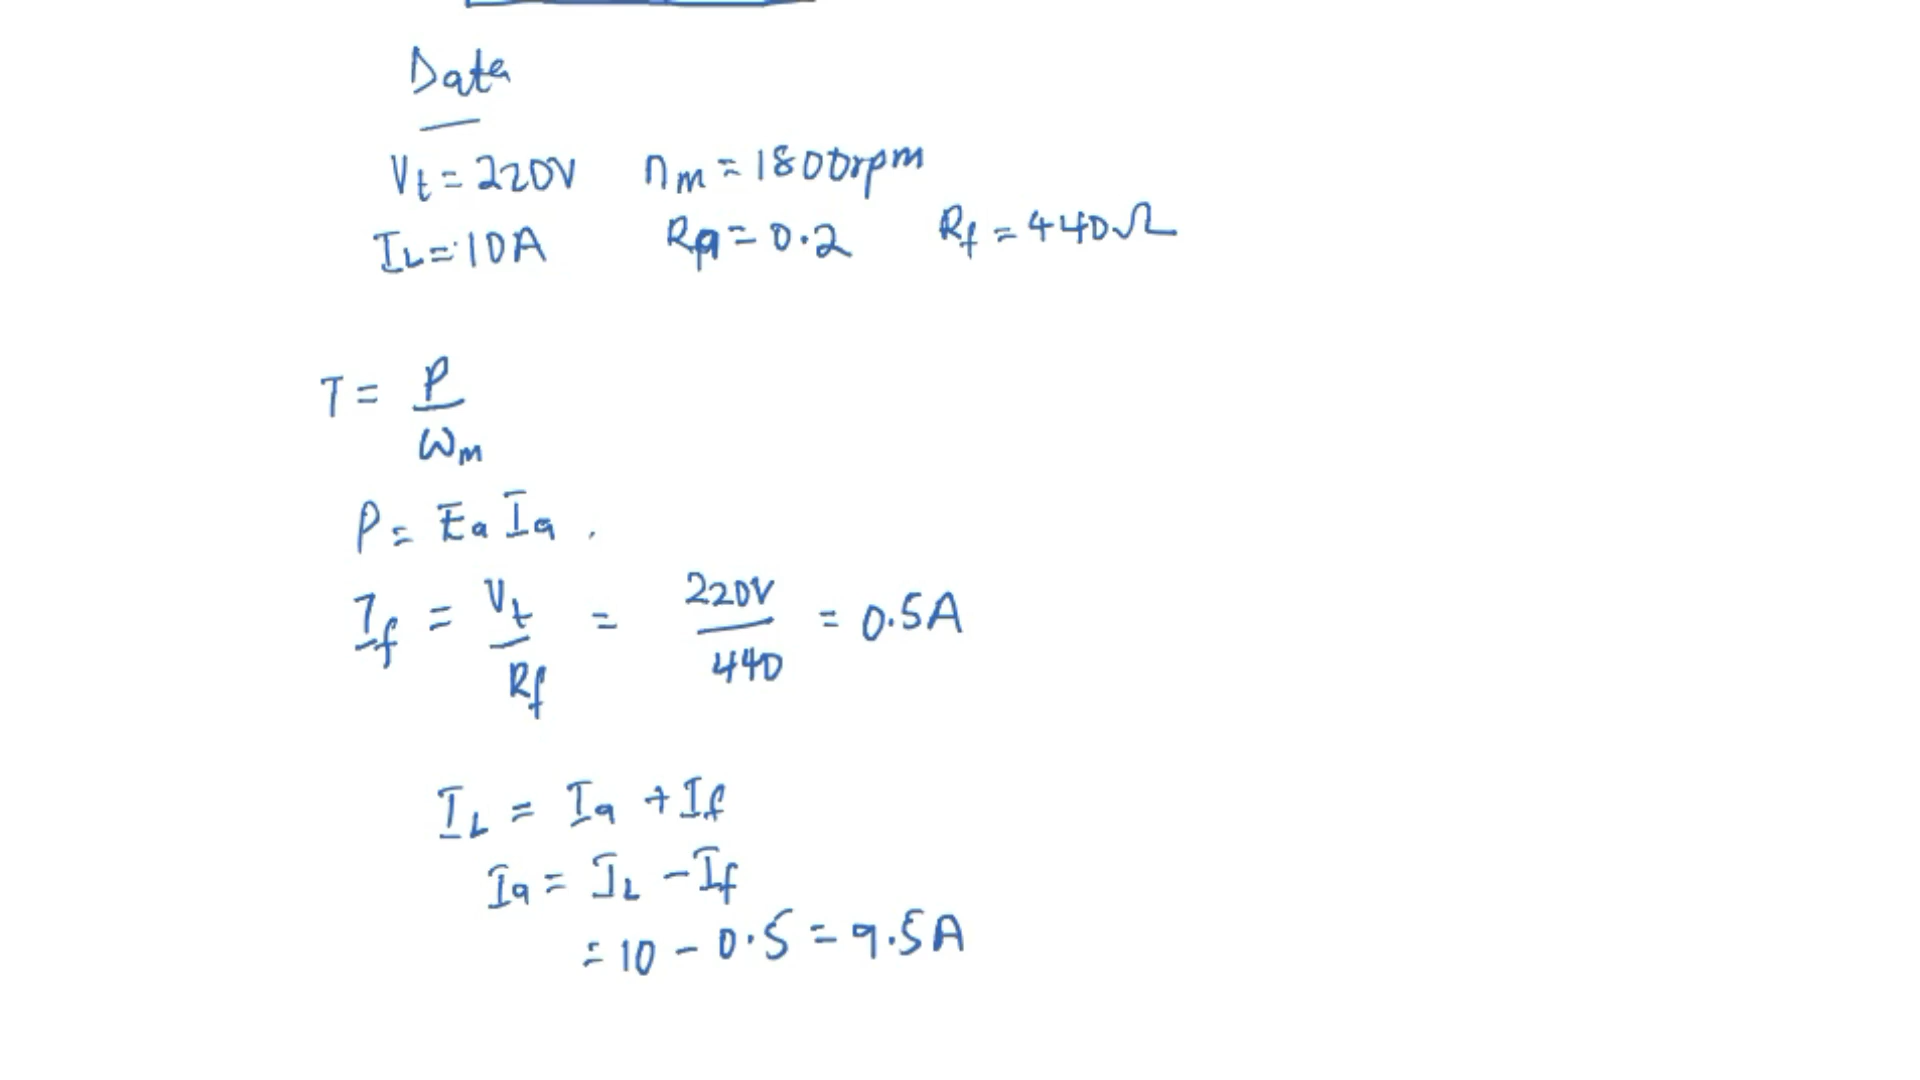 Data
Vt = 220V nm = 1800rpm
IL = 10A Ra = 0.2 Rf = 440Ω
T = P / ωm
P = Ea Ia .
If = Vt / Rf = 220V / 440 = 0.5A
IL = Ia + If
Ia = IL - If
= 10 - 0.5 = 9.5A